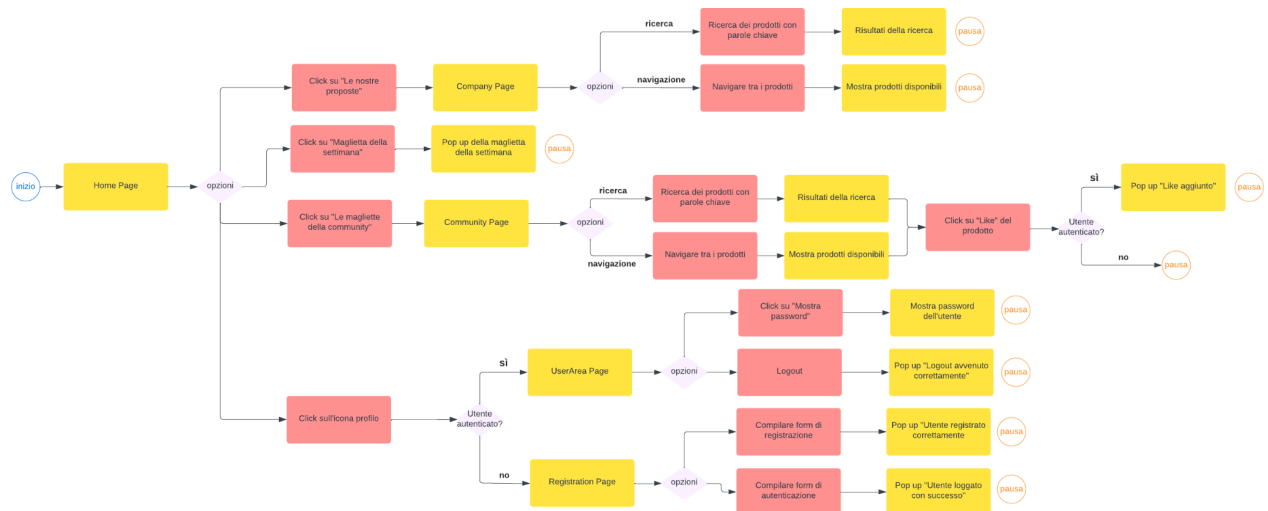 ricerca
Ricerca dei prodotti con
parole chiave
Risultati della ricerca
pausa
Click su "Le nostre
proposte"
Company Page
opzioni
navigazione
Navigare tra i prodotti
Mostra prodotti disponibili
pausa
Click su "Maglietta della
settimana"
Pop up della maglietta
della settimana
pausa
inizio
Home Page
opzioni
Click su "Le magliette
della community"
Community Page
opzioni
ricerca
Ricerca dei prodotti con
parole chiave
Risultati della ricerca
navigazione
Navigare tra i prodotti
Mostra prodotti disponibili
Click su "Like" del
prodotto
Utente
autenticato?
sì
Pop up "Like aggiunto"
pausa
no
pausa
Click sull'icona profilo
Utente
autenticato?
sì
UserArea Page
opzioni
Click su "Mostra
password"
Mostra password
dell'utente
pausa
Logout
Pop up "Logout avvenuto
correttamente"
pausa
no
Registration Page
opzioni
Compilare form di
registrazione
Pop up "Utente registrato
correttamente
pausa
Compilare form di
autenticazione
Pop up "Utente loggato
con successo"
pausa